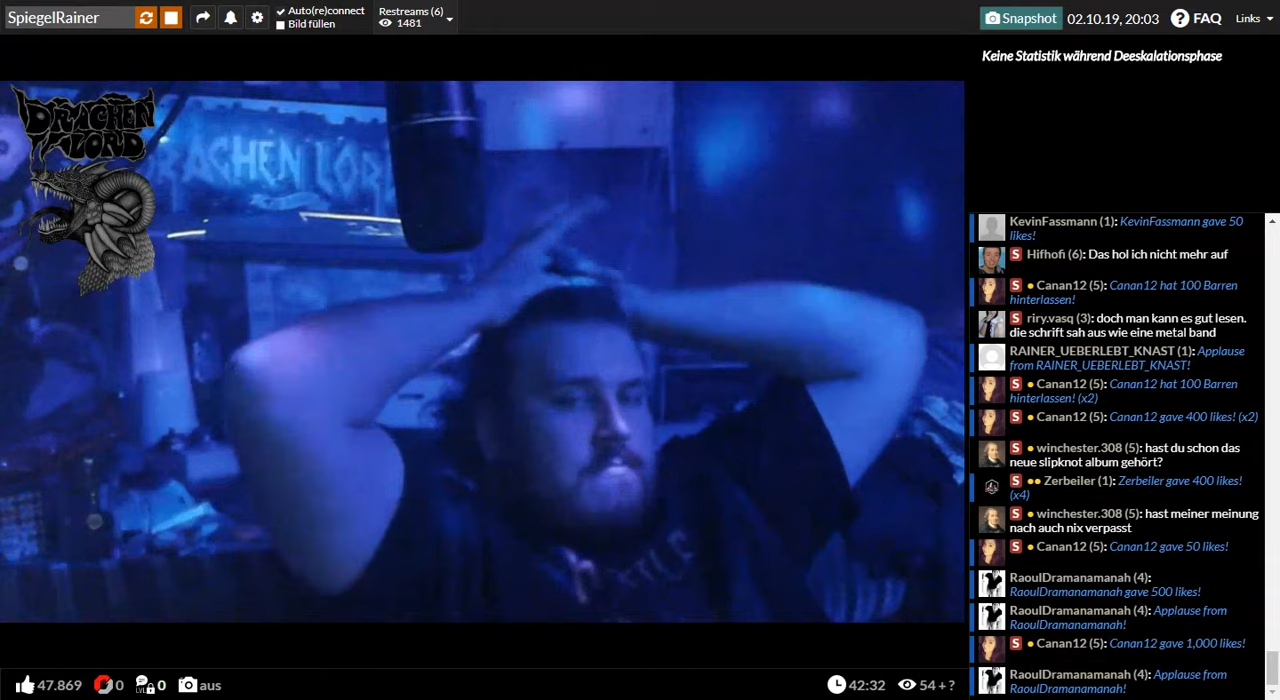 SpiegelRainer
Auto(re)connect
Bild füllen
Restreams (6)
1481
Snapshot
02.10.19, 20:03
FAQ
Links
Keine Statistik während Deeskalationsphase
DRACHEN
LORD
RACHEN LORD
KevinFassmann (1): KevinFassmann gave 50
likes!
S Hifhofi (6): Das hol ich nicht mehr auf
S Canan12 (5): Canan12 hat 100 Barren
hinterlassen!
S riry.vasq (3): doch man kann es gut lesen.
die schrift sah aus wie eine metal band
RAINER_UEBERLEBT_KNAST (1): Applause
from RAINER_UEBERLEBT_KNAST!
S Canan12 (5): Canan12 hat 100 Barren
hinterlassen! (x2)
S Canan12 (5): Canan12 gave 400 likes! (x2)
S winchester.308 (5): hast du schon das
neue slipknot album gehört?
S Zerbeiler (1): Zerbeiler gave 400 likes!
(x4)
S winchester.308 (5): hast meiner meinung
nach auch nix verpasst
S Canan12 (5): Canan12 gave 50 likes!
RaoulDramanamanah (4):
RaoulDramanamanah gave 500 likes!
RaoulDramanamanah (4): Applause from
RaoulDramanamanah!
S Canan12 (5): Canan12 gave 1,000 likes!
RaoulDramanamanah (4): Applause from
RaoulDramanamanah!
47.869
0
LVL
0
aus
42:32
54 + ?